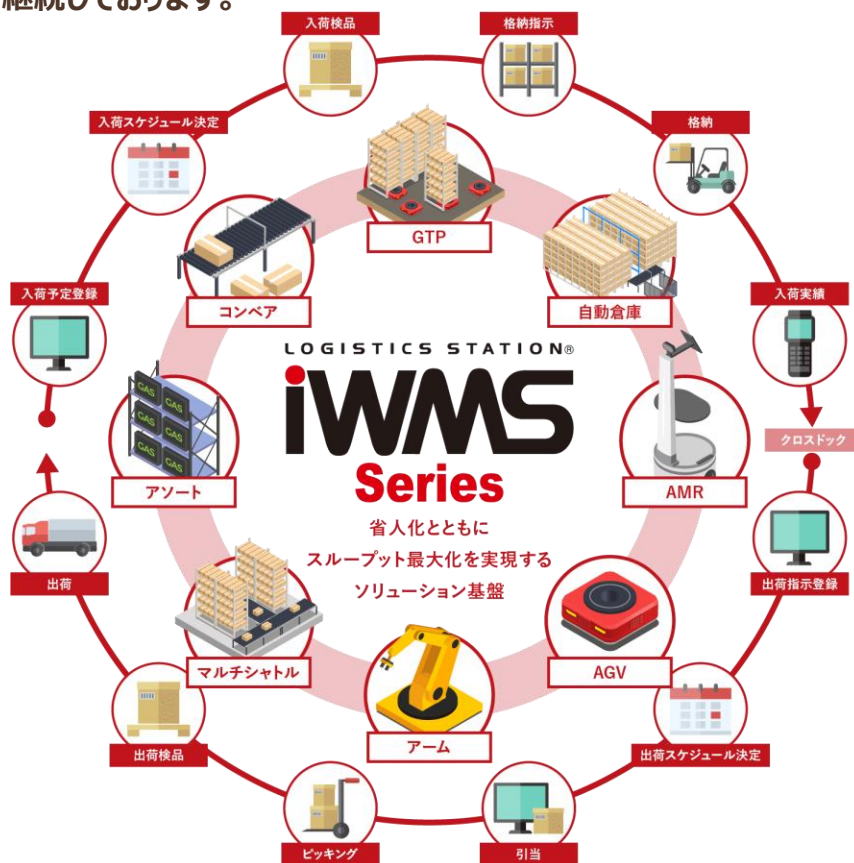 継続しております。
入荷検品
格納指示
入荷スケジュール決定
格納
GTP
入荷予定登録
コンベア
自動倉庫
入荷実績
LOGISTICS STATION®
iWMS
Series
クロスドック
GAS GAS
GAS GAS
GAS GAS
アソート
AMR
省人化とともに
スループット最大化を実現する
ソリューション基盤
出荷
出荷指示登録
マルチシャトル
AGV
アーム
出荷検品
出荷スケジュール決定
ピッキング
引当